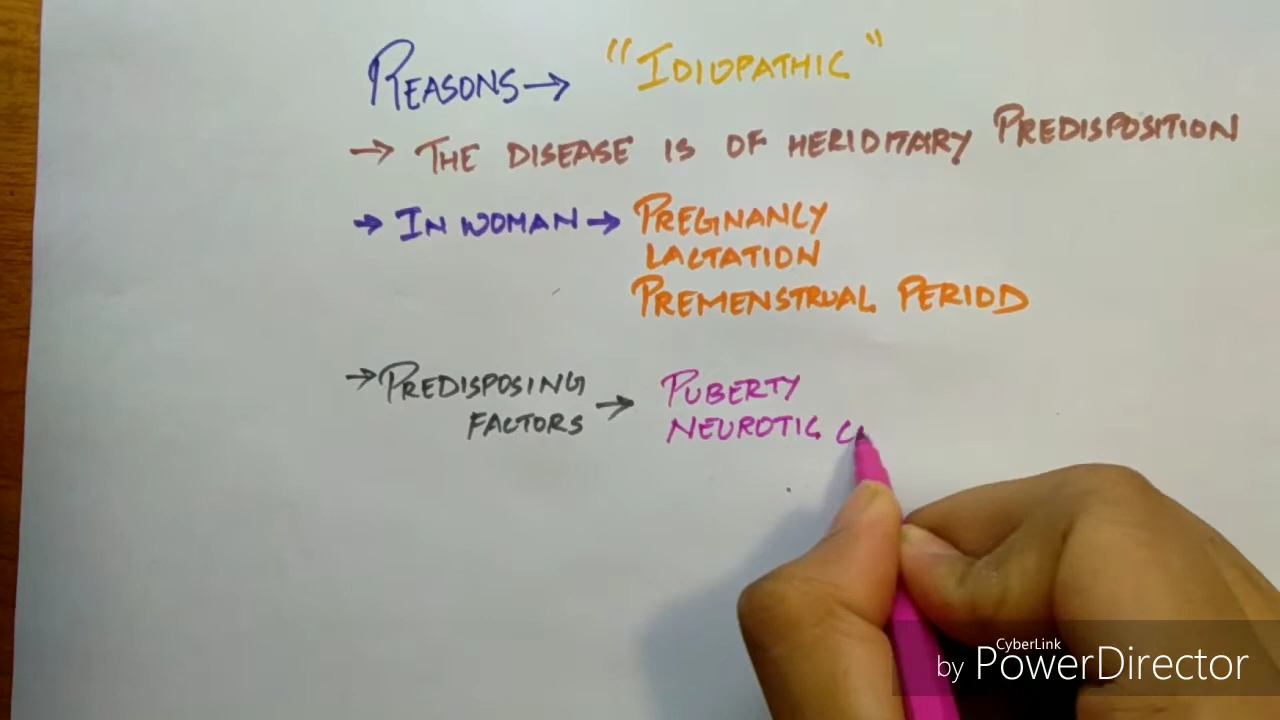 REASONS → "IDIOPATHIC"
→ THE DISEASE IS OF HERIDITARY PREDISPOSITION
→ IN WOMAN → PREGNANCY
LACTATION
PREMENSTRUAL PERIOD
→ PREDISPOSING FACTORS → PUBERTY
NEUROTIC C
CyberLink
by PowerDirector